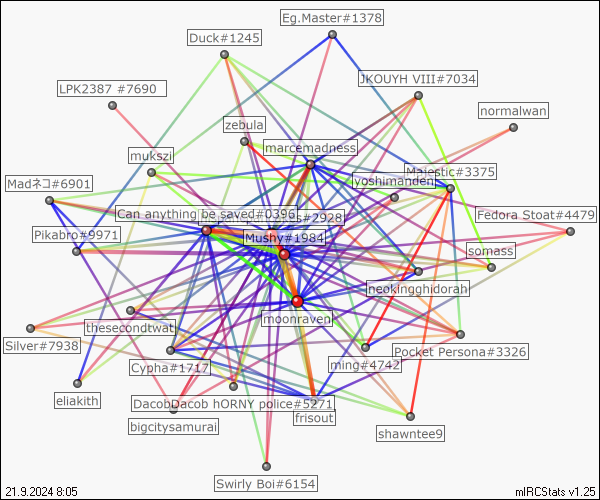 Eg.Master#1378
Duck#1245
JKOUYH VIII#7034
LPK2387 #7690
normalwan
zebula
marcemadness
mukszi
Majestic#3375
yoshimanden
Madネコ#6901
Can anything be saved#0396
s#2928
Fedora Stoat#4479
Pikabro#9971
Mushy#1984
somass
neokingghidorah
moonraven
thesecondtwat
Silver#7938
Pocket Persona#3326
Cypha#1717
ming#4742
eliakith
DacobDacob hORNY police#5271
frisout
bigcitysamurai
shawntee9
Swirly Boi#6154
21.9.2024 8:05
mIRCStats v1.25